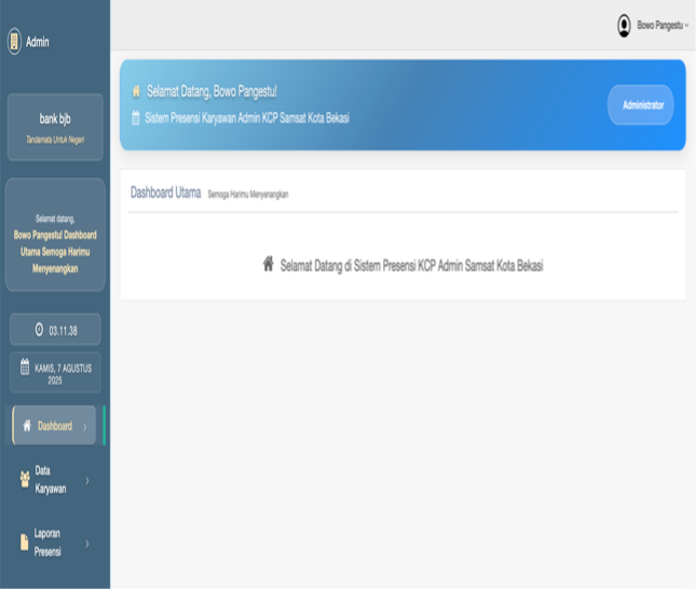 Admin
bank bjb
Tandamata Untuk Negeri
Selamat datang,
Bowo Pangestu! Dashboard
Utama Semoga Harimu
Menyenangkan
03.11.38
KAMIS, 7 AGUSTUS
2025
Dashboard
Data
Karyawan
Laporan
Presensi
Bowo Pangestu
Selamat Datang, Bowo Pangestu!
Sistem Presensi Karyawan Admin KCP Samsat Kota Bekasi
Administrator
Dashboard Utama Semoga Harimu Menyenangkan
Selamat Datang di Sistem Presensi KCP Admin Samsat Kota Bekasi